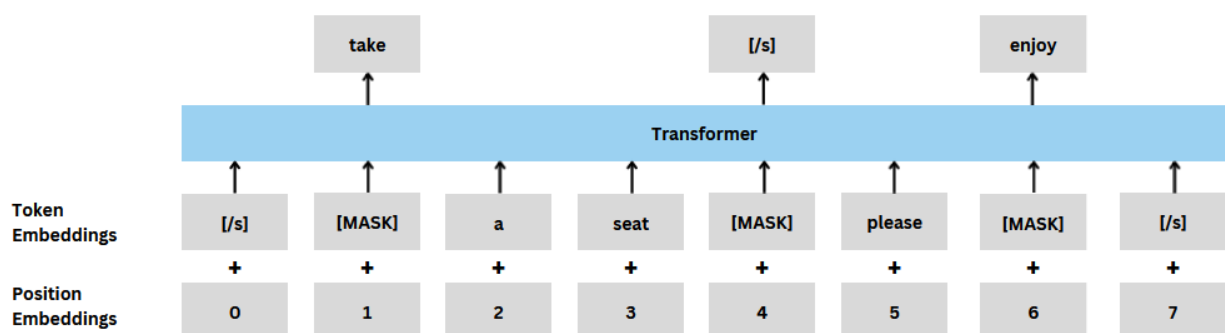 take [/s] enjoy
Transformer
Token Embeddings [/s] [MASK] a seat [MASK] please [MASK] [/s]
+ + + + + + + +
Position Embeddings 0 1 2 3 4 5 6 7